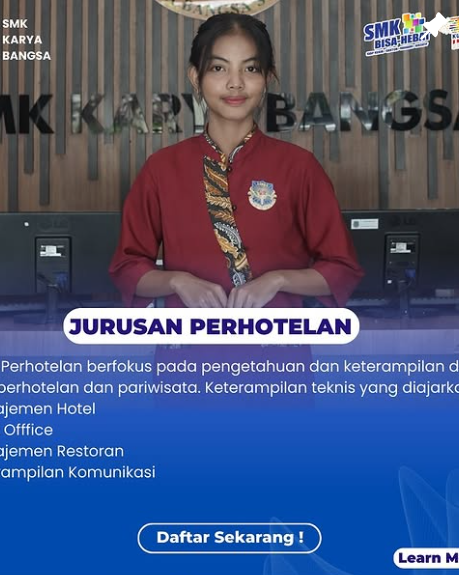 SMK
KARYA
BANGSA
SMK
BISA-HEBAT
MK KARYA BANGSA
JURUSAN PERHOTELAN
Perhotelan berfokus pada pengetahuan dan keterampilan d
perhotelan dan pariwisata. Keterampilan teknis yang diajarka
ajemen Hotel
Offfice
ajemen Restoran
rampilan Komunikasi
Daftar Sekarang !
Learn M